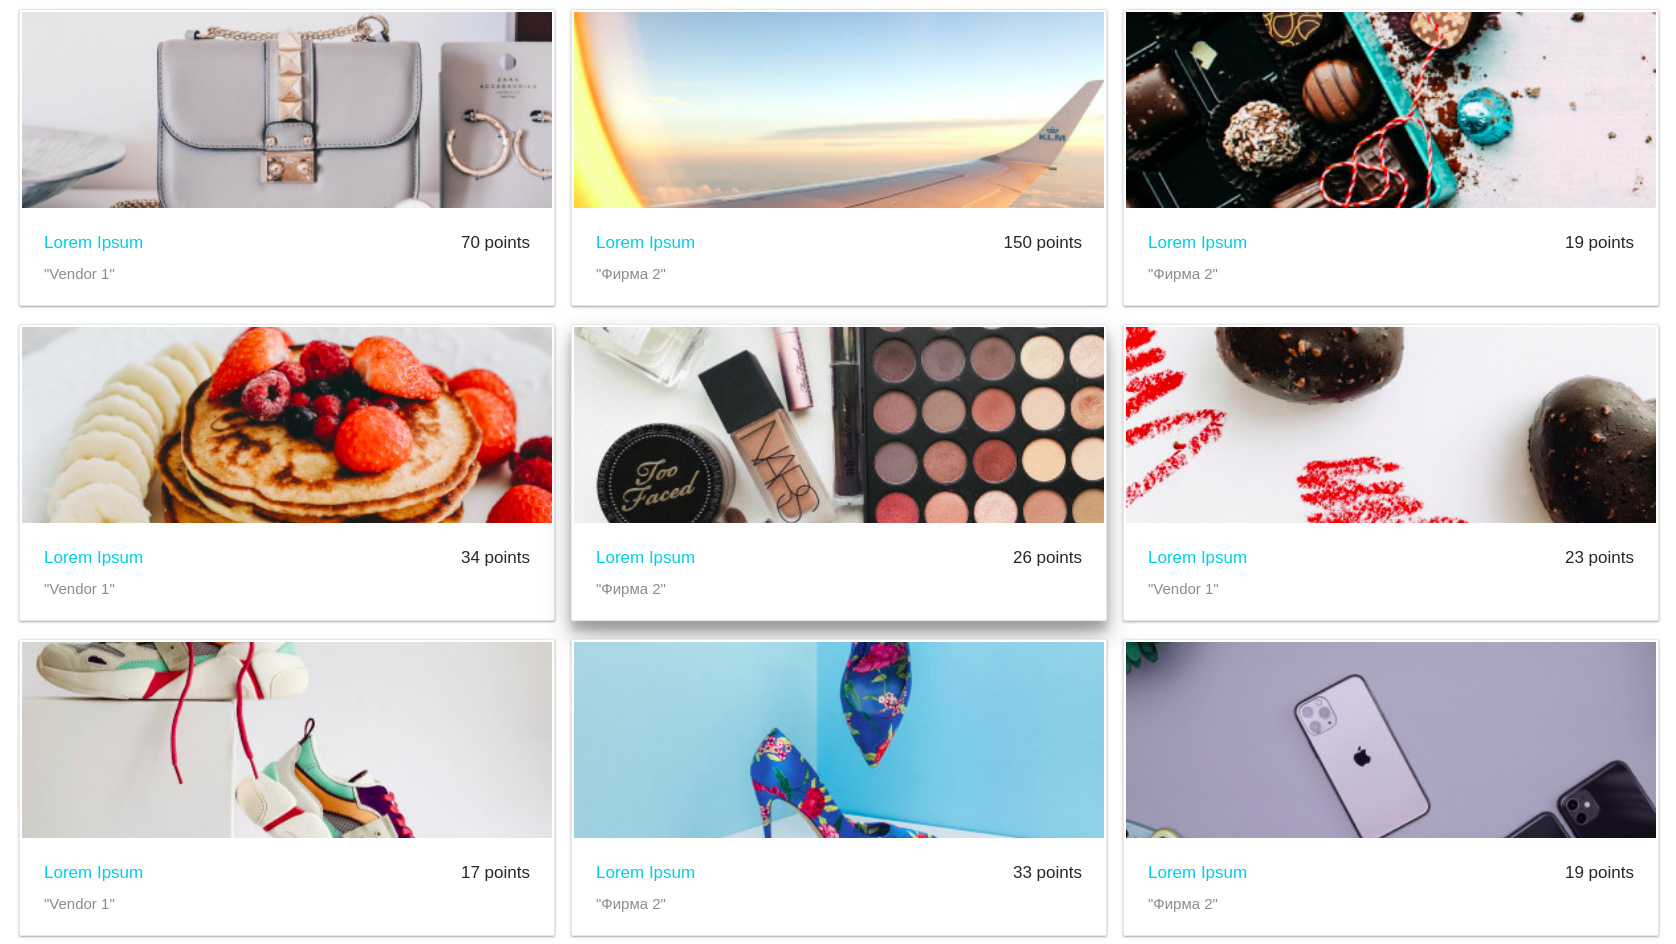 ZARA
ACCESSORIES
Lorem Ipsum
70 points
"Vendor 1"
KLM
Lorem Ipsum
150 points
"Фирма 2"
Lorem Ipsum
19 points
"Фирма 2"
Lorem Ipsum
34 points
"Vendor 1"
Too
Faced
NARS
Lorem Ipsum
26 points
"Фирма 2"
Lorem Ipsum
23 points
"Vendor 1"
Lorem Ipsum
17 points
"Vendor 1"
Lorem Ipsum
33 points
"Фирма 2"
Lorem Ipsum
19 points
"Фирма 2"